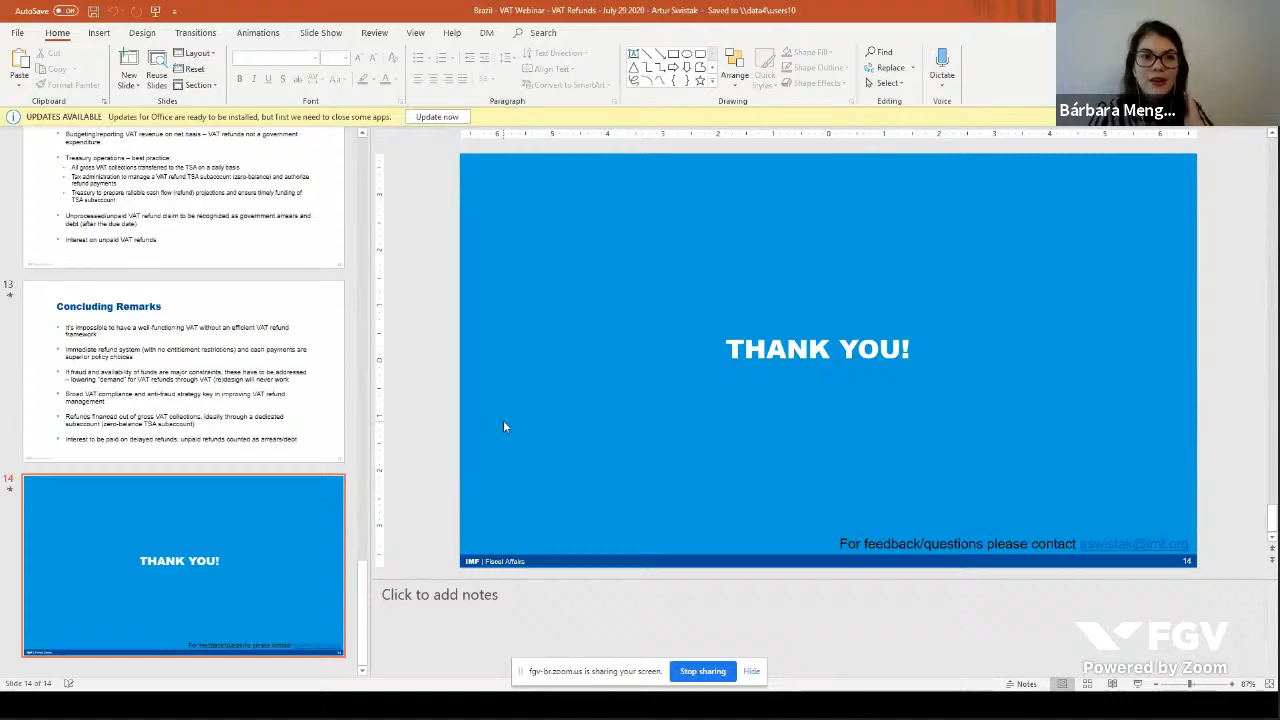 AutoSave Off
Brazil - VAT Webinar - VAT Refunds - July 29 2020 - Artur Swistak - Saved to \\data4\users10
File Home Insert Design Transitions Animations Slide Show Review View Help DM Search
Paste
Cut
Copy
Format Painter
Clipboard
New Slide
Reuse Slides
Layout
Reset
Section
Slides
Font
Text Direction
Align Text
Convert to SmartArt
Paragraph
Arrange
Quick Styles
Shape Fill
Shape Outline
Shape Effects
Drawing
Find
Replace
Select
Editing
Dictate
Voice
Bárbara Meng...
UPDATES AVAILABLE Updates for Office are ready to be installed, but first we need to close some apps. Update now
Budgeting/reporting VAT revenue on net basis – VAT refunds not a government
expenditure
Treasury operations – best practice:
All gross VAT collections transferred to the TSA on a daily basis
Tax administration to manage a VAT refund TSA subaccount (zero-balance) and authorize
refund payments
Treasury to prepare reliable cash flow (refund) projections and ensure timely funding of
TSA subaccount
Unprocessed/unpaid VAT refund claim to be recognized as government arrears and
debt (after the due date)
Interest on unpaid VAT refunds
13
Concluding Remarks
It's impossible to have a well-functioning VAT without an efficient VAT refund
framework
Immediate refund system (with no entitlement restrictions) and cash payments are
superior policy choices
If fraud and availability of funds are major constraints, these have to be addressed
– lowering "demand" for VAT refunds through VAT (re)design will never work
Broad VAT compliance and anti-fraud strategy key in improving VAT refund
management
Refunds financed out of gross VAT collections, ideally through a dedicated
subaccount (zero-balance TSA subaccount)
Interest to be paid on delayed refunds; unpaid refunds counted as arrears/debt
14
THANK YOU!
For feedback/questions please contact
THANK YOU!
For feedback/questions please contact aswistak@imf.org
IMF | Fiscal Affairs 14
Click to add notes
FGV
Powered by Zoom
fgv-br.zoom.us is sharing your screen. Stop sharing Hide
Slide 14 of 14
Notes
87%